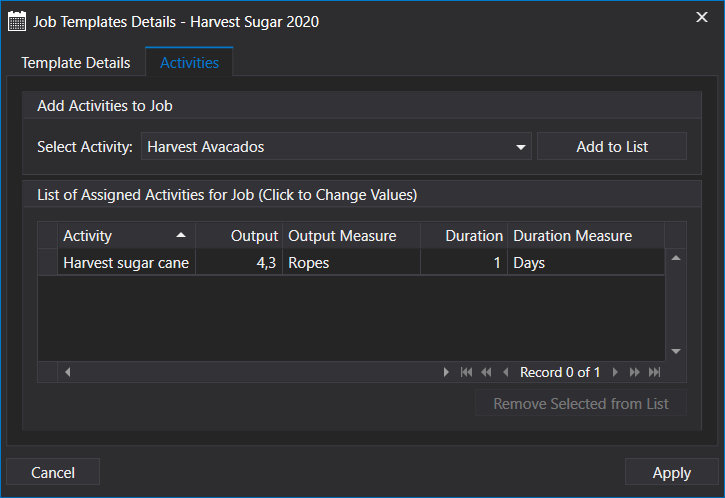 Job Templates Details - Harvest Sugar 2020
Template Details Activities
Add Activities to Job
Select Activity: Harvest Avacados Add to List
List of Assigned Activities for Job (Click to Change Values)
Activity Output Output Measure Duration Duration Measure
Harvest sugar cane 4,3 Ropes 1 Days
Record 0 of 1
Remove Selected from List
Cancel Apply